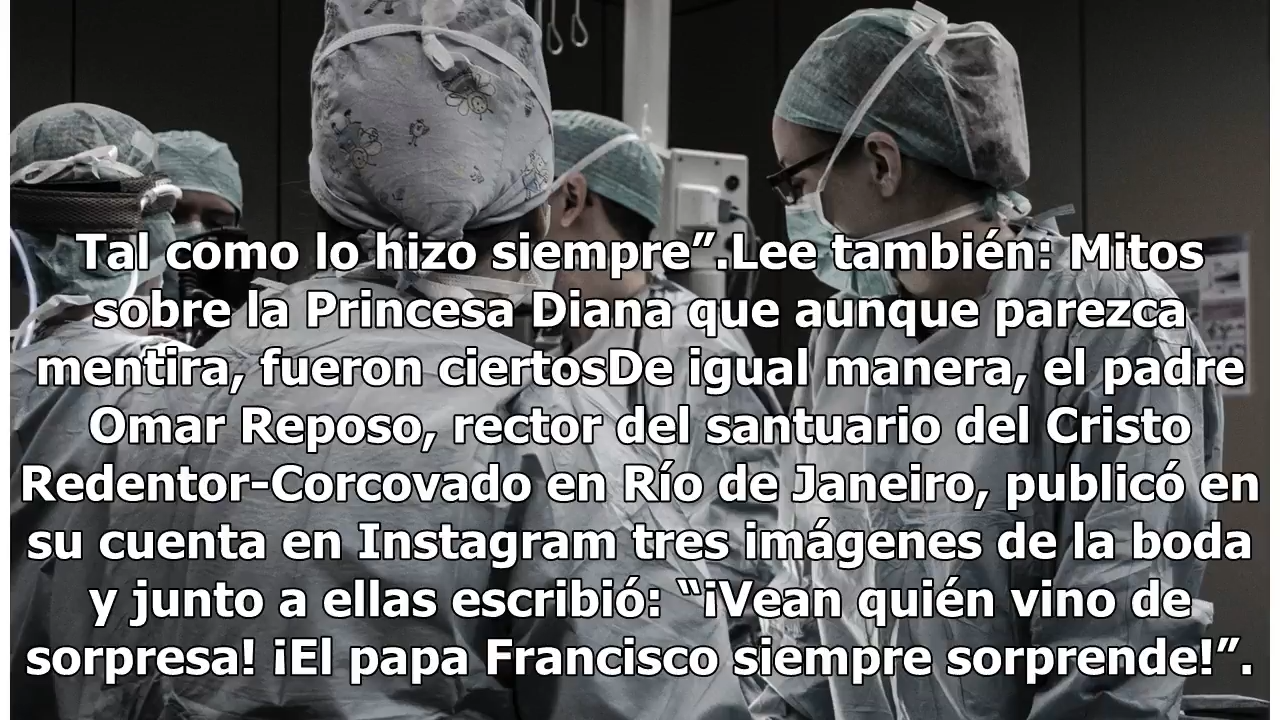 Tal como lo hizo siempre”.Lee también: Mitos
sobre la Princesa Diana que aunque parezca
mentira, fueron ciertosDe igual manera, el padre
Omar Reposo, rector del santuario del Cristo
Redentor-Corcovado en Río de Janeiro, publicó en
su cuenta en Instagram tres imágenes de la boda
y junto a ellas escribió: “¡Vean quién vino de
sorpresa! ¡El papa Francisco siempre sorprende!”.